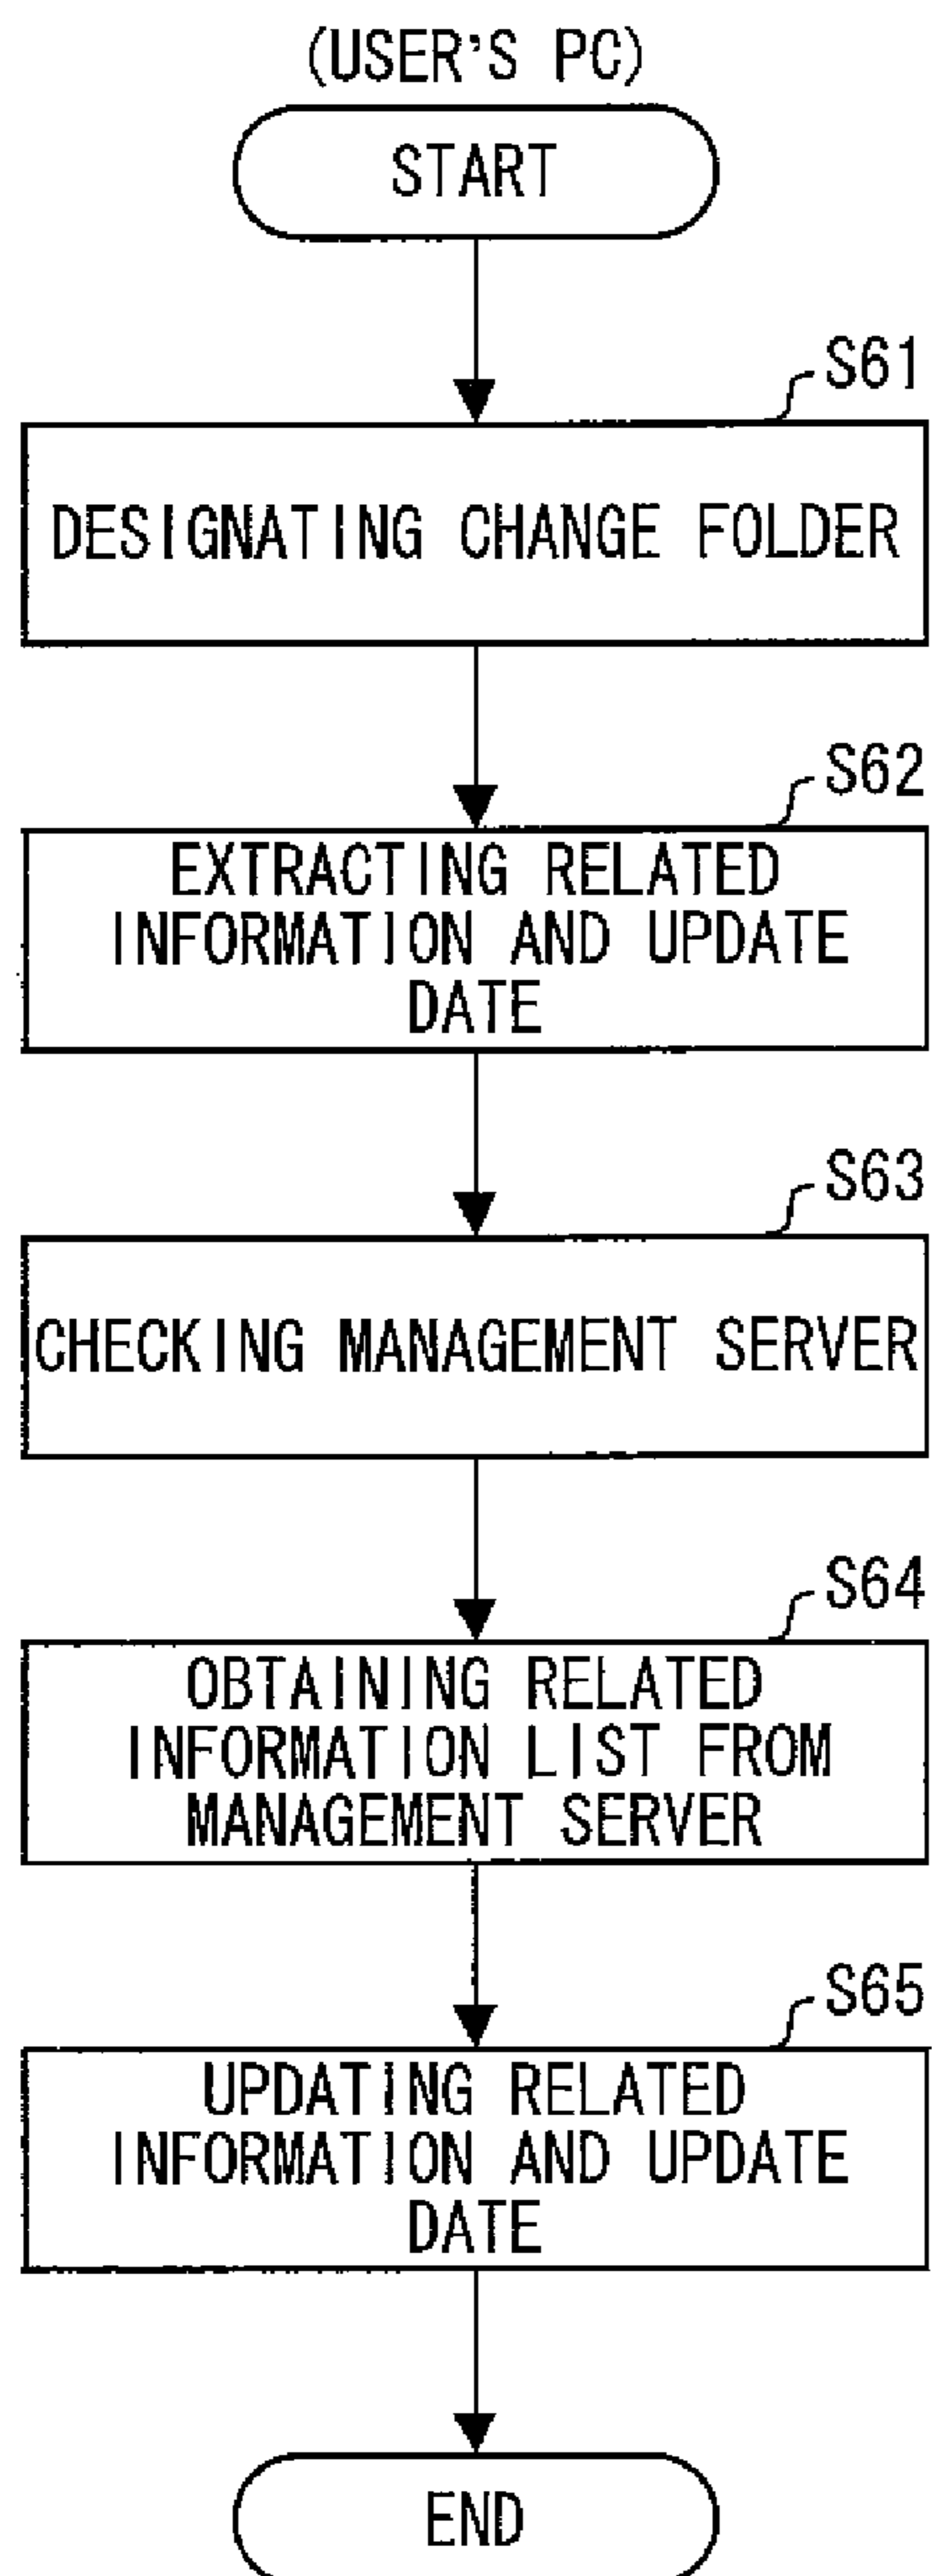 (USER'S PC)
START
S61
DESIGNATING CHANGE FOLDER
S62
EXTRACTING RELATED
INFORMATION AND UPDATE
DATE
S63
CHECKING MANAGEMENT SERVER
S64
OBTAINING RELATED
INFORMATION LIST FROM
MANAGEMENT SERVER
S65
UPDATING RELATED
INFORMATION AND UPDATE
DATE
END